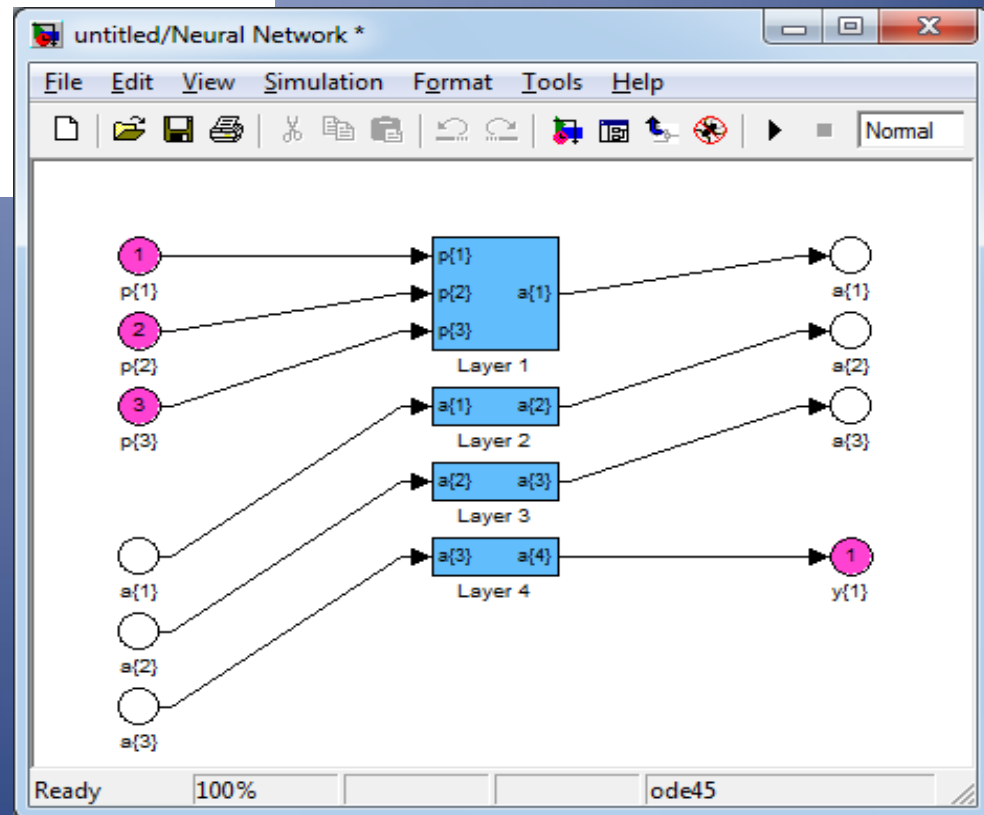 untitled/Neural Network *
File Edit View Simulation Format Tools Help
Normal
1 p{1} a{1}
p{1} p{2} a{1} a{1}
2 p{3}
p{2} Layer 1 a{2}
3 a{1} a{2}
p{3} Layer 2 a{3}
a{2} a{3}
Layer 3
a{3} a{4} 1
a{1} Layer 4 y{1}
a{2}
a{3}
Ready 100% ode45